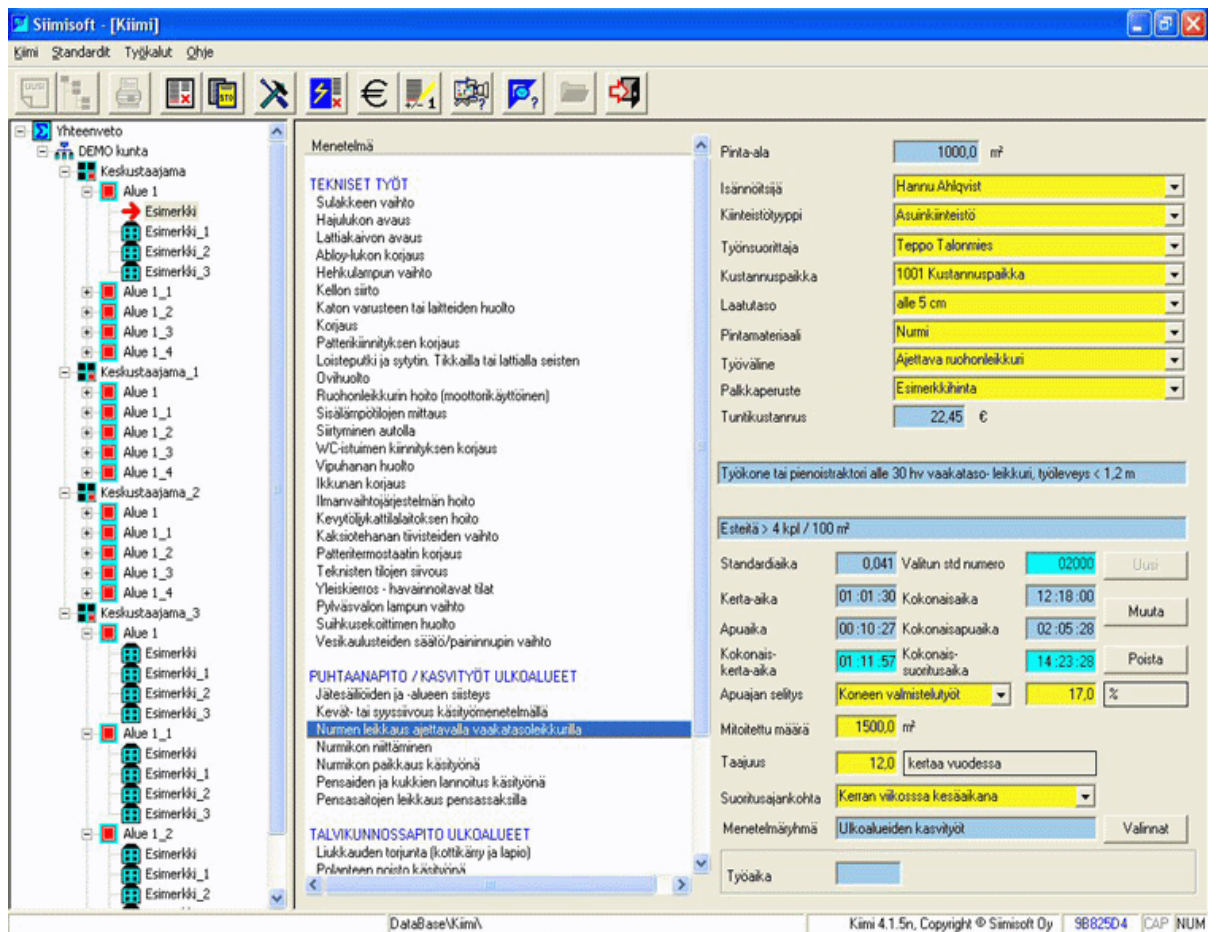 Siimisoft - [Kiimi]
Kiimi Standardit Työkalut Ohje
UUSI
STD
+/- 1
Yhteenveto
DEMO kunta
Keskustaajama
Alue 1
Esimerkki
Esimerkki_1
Esimerkki_2
Esimerkki_3
Alue 1_1
Alue 1_2
Alue 1_3
Alue 1_4
Keskustaajama_1
Alue 1
Alue 1_1
Alue 1_2
Alue 1_3
Alue 1_4
Keskustaajama_2
Alue 1
Alue 1_1
Alue 1_2
Alue 1_3
Alue 1_4
Keskustaajama_3
Alue 1
Esimerkki
Esimerkki_1
Esimerkki_2
Esimerkki_3
Alue 1_1
Esimerkki
Esimerkki_1
Esimerkki_2
Esimerkki_3
Alue 1_2
Esimerkki
Esimerkki_1
Esimerkki_2
Menetelmä
TEKNISET TYÖT
Sulakkeen vaihto
Hajulukon avaus
Lattiakaivon avaus
Abloy-lukon korjaus
Hehkulampun vaihto
Kellon siirto
Katon varusteen tai laitteiden huolto
Korjaus
Patterikiinnityksen korjaus
Loisteputki ja sytytin. Tikkailla tai lattialla seisten
Ovihuolto
Ruohonleikkurin hoito (moottorikäyttöinen)
Sisälämpötilojen mittaus
Siirtyminen autolla
WC-istuimen kiinnityksen korjaus
Vipuhanan huolto
Ikkunan korjaus
Ilmanvaihtojärjestelmän hoito
Kevytöljykattilalaitoksen hoito
Kaksiotehanan tiivisteiden vaihto
Patteritermostaatin korjaus
Teknisten tilojen siivous
Yleiskierros - havainnoitavat tilat
Pylväsvalon lampun vaihto
Suihkusekoittimen huolto
Vesikaulusteiden säätö/paininnupin vaihto
PUHTAANAPITO / KASVITYÖT ULKOALUEET
Jätesäiliöiden ja -alueen siisteys
Kevät- tai syyssiivous käsityömenetelmällä
Nurmen leikkaus ajettavalla vaakatasoleikkurilla
Nurmikon niittäminen
Nurmikon paikkaus käsityönä
Pensaiden ja kukkien lannoitus käsityönä
Pensasaitojen leikkaus pensassaksilla
TALVIKUNNOSSAPITO ULKOALUEET
Liukkauden torjunta (kottikärry ja lapio)
Polanteen poisto käsityönä
Pinta-ala 1000,0 m²
Isännöitsijä Hannu Ahlqvist
Kiinteistötyyppi Asuinkiinteistö
Työnsuorittaja Teppo Talonmies
Kustannuspaikka 1001 Kustannuspaikka
Laatutaso alle 5 cm
Pintamateriaali Nurmi
Työväline Ajettava ruohonleikkuri
Palkkaperuste Esimerkkihinta
Tuntikustannus 22,45 €
Työkone tai pienoistraktori alle 30 hv vaakataso- leikkuri, työleveys < 1,2 m
Esteitä > 4 kpl / 100 m²
Standardiaika 0,041 Valitun std numero 02000 Uusi
Kerta-aika 01 :01 :30 Kokonaisaika 12 :18 :00
Muuta
Apuaika 00 :10 :27 Kokonaisapuaika 02 :05 :28
Kokonais-kerta-aika 01 :11 :57 Kokonais-suoritusaika 14 :23 :28 Poista
Apuajan selitys Koneen valmistelutyöt 17,0 %
Mitoitettu määrä 1500,0 m²
Taajuus 12,0 kertaa vuodessa
Suoritusajankohta Kerran viikosssa kesäaikana
Menetelmäryhmä Ulkoalueiden kasvityöt Valinnat
Työaika
DataBase\Kiimi\ Kiimi 4.1.5n, Copyright © Siimisoft Oy 9B825D4 CAP NUM